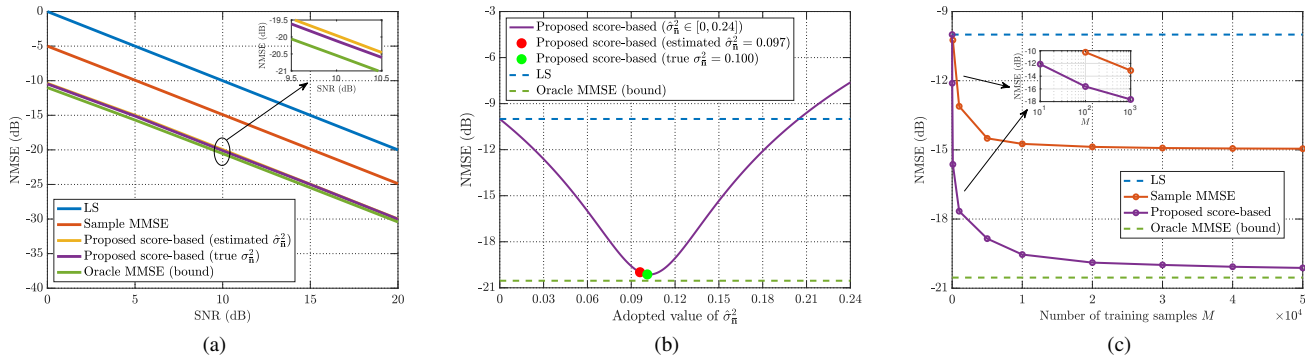 0
-5
-10
-15
-20
-25
-30
-35
-40
NMSE (dB)
0
5
10
15
20
SNR (dB)
-19.5
-20
-20.5
-21
NMSE (dB)
9.5
10
10.5
SNR (dB)
LS
Sample MMSE
Proposed score-based (estimated σ̂²ₙ̄)
Proposed score-based (true σ²ₙ̄)
Oracle MMSE (bound)
(a)
-3
-6
-9
-12
-15
-18
-21
NMSE (dB)
Proposed score-based (σ̂²ₙ̄ ∈ [0, 0.24])
Proposed score-based (estimated σ̂²ₙ̄ = 0.097)
Proposed score-based (true σ²ₙ̄ = 0.100)
LS
Oracle MMSE (bound)
0
0.03
0.06
0.09
0.12
0.15
0.18
0.21
0.24
Adopted value of σ̂²ₙ̄
(b)
-9
-12
-15
-18
-21
NMSE (dB)
-10
-12
-14
-16
-18
NMSE (dB)
10¹
10²
10³
M
LS
Sample MMSE
Proposed score-based
Oracle MMSE (bound)
0
1
2
3
4
5
Number of training samples M
×10⁴
(c)